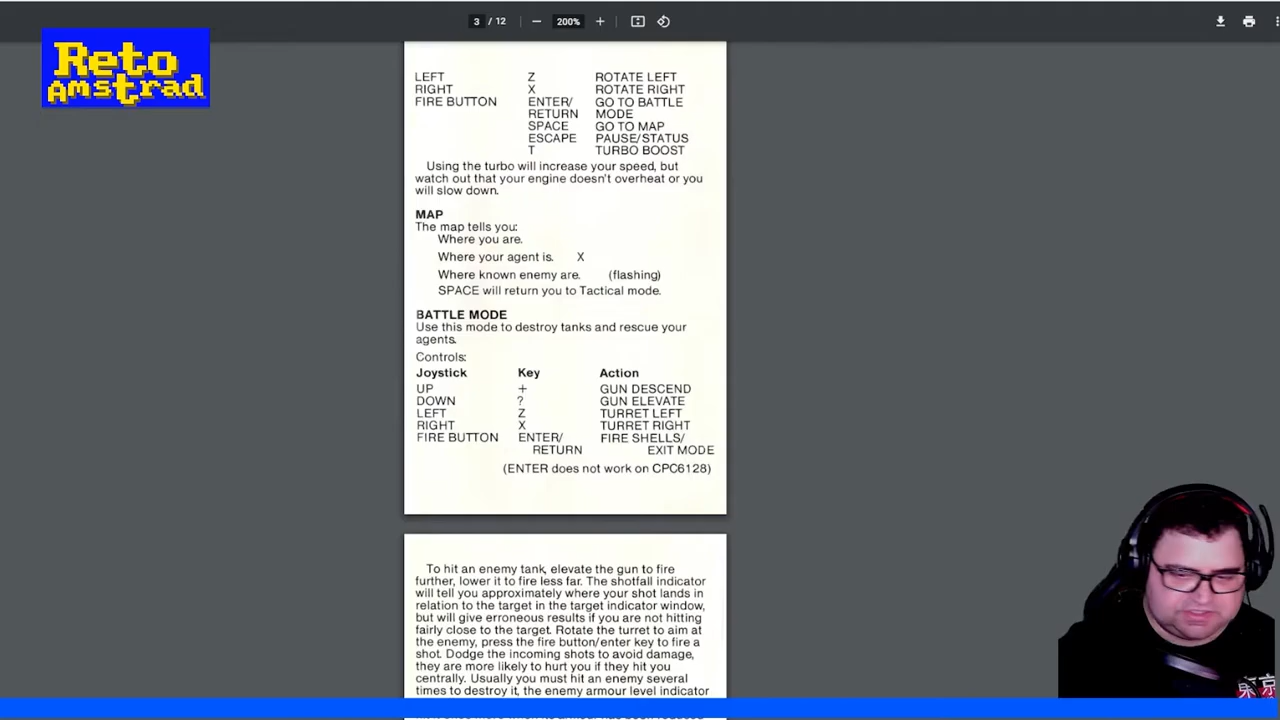 3 / 12
200%
Reto
Amstrad
LEFT Z ROTATE LEFT
RIGHT X ROTATE RIGHT
FIRE BUTTON ENTER/ GO TO BATTLE
RETURN MODE
SPACE GO TO MAP
ESCAPE PAUSE/STATUS
T TURBO BOOST
Using the turbo will increase your speed, but
watch out that your engine doesn't overheat or you
will slow down.
MAP
The map tells you:
Where you are.
Where your agent is. X
Where known enemy are. (flashing)
SPACE will return you to Tactical mode.
BATTLE MODE
Use this mode to destroy tanks and rescue your
agents.
Controls:
Joystick Key Action
UP + GUN DESCEND
DOWN ? GUN ELEVATE
LEFT Z TURRET LEFT
RIGHT X TURRET RIGHT
FIRE BUTTON ENTER/ FIRE SHELLS/
RETURN EXIT MODE
(ENTER does not work on CPC6128)
To hit an enemy tank, elevate the gun to fire
further, lower it to fire less far. The shotfall indicator
will tell you approximately where your shot lands in
relation to the target in the target indicator window,
but will give erroneous results if you are not hitting
fairly close to the target. Rotate the turret to aim at
the enemy, press the fire button/enter key to fire a
shot. Dodge the incoming shots to avoid damage,
they are more likely to hurt you if they hit you
centrally. Usually you must hit an enemy several
times to destroy it, the enemy armour level indicator
東京